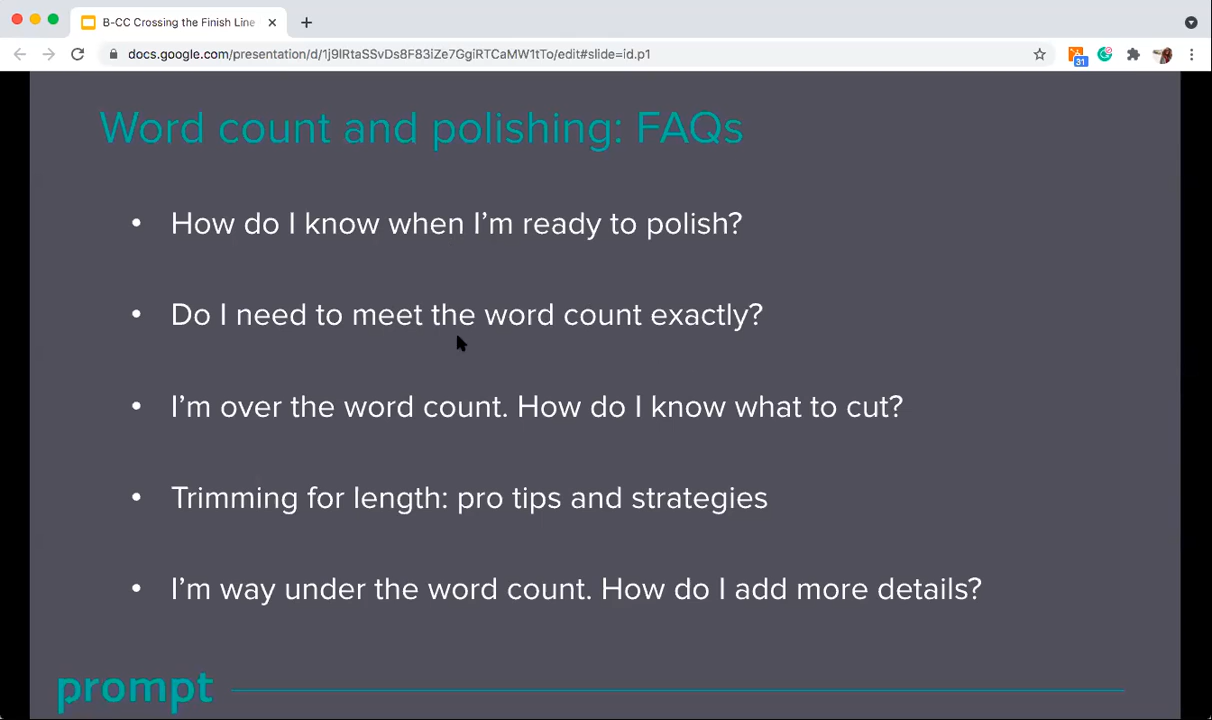 B-CC Crossing the Finish Line
docs.google.com/presentation/d/1j9lRtaSSvDs8F83iZe7GgiRTCaMW1tTo/edit#slide=id.p1
31
Word count and polishing: FAQs
• How do I know when I’m ready to polish?
• Do I need to meet the word count exactly?
• I’m over the word count. How do I know what to cut?
• Trimming for length: pro tips and strategies
• I’m way under the word count. How do I add more details?
prompt